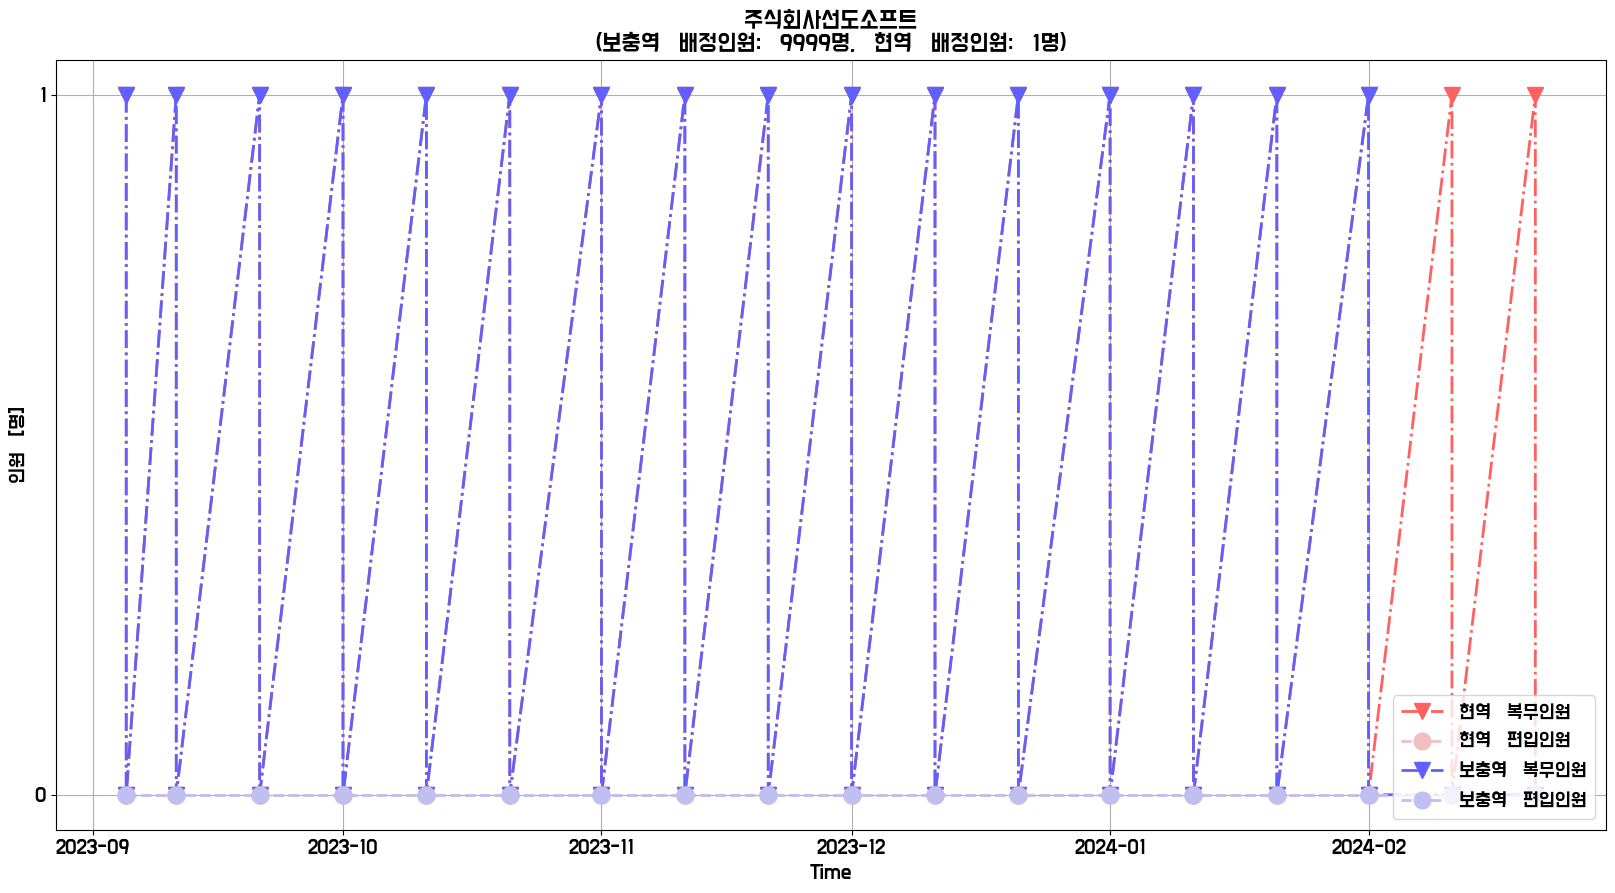 주식회사선도소프트
(보충역 배정인원: 9999명, 현역 배정인원: 1명)
1
0
인원 [명]
2023-09 2023-10 2023-11 2023-12 2024-01 2024-02
Time
현역 복무인원
현역 편입인원
보충역 복무인원
보충역 편입인원